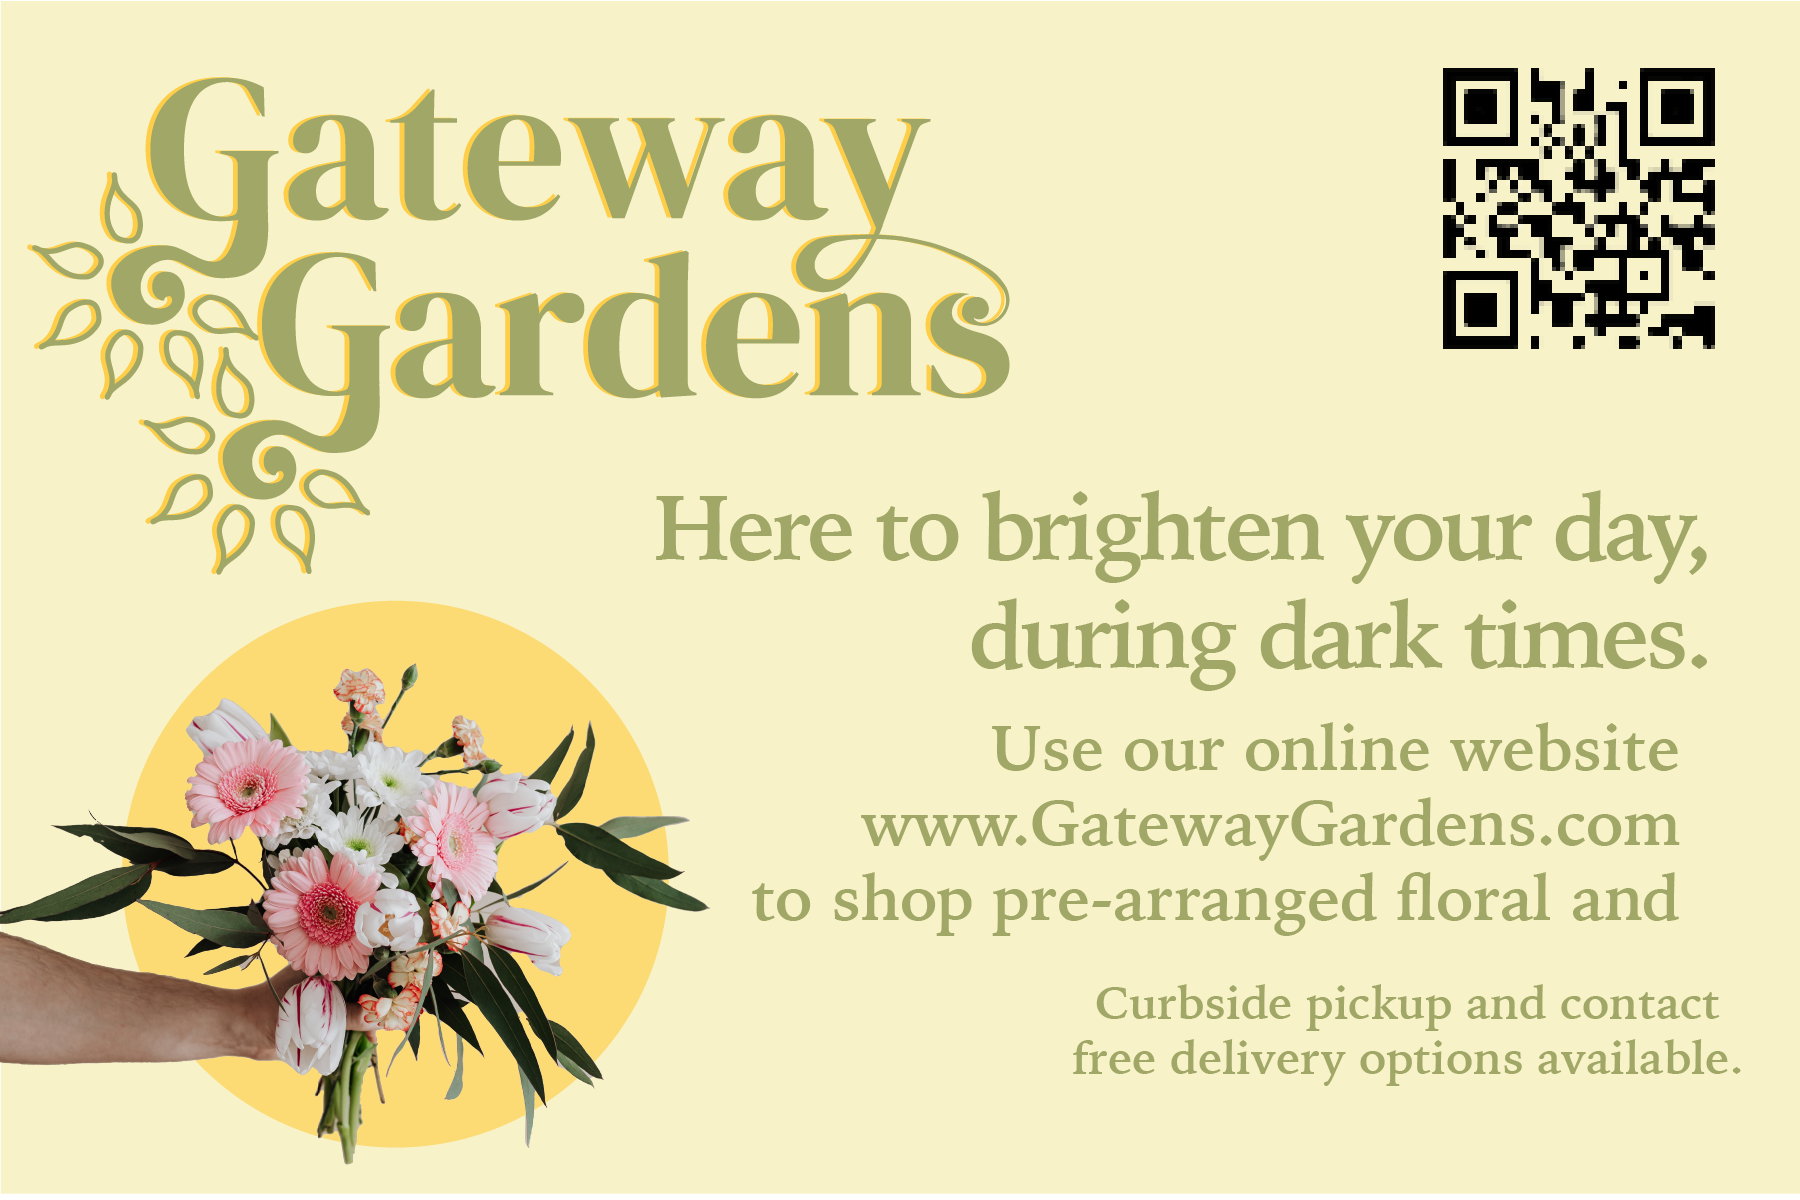 Gateway
Gardens
Here to brighten your day,
during dark times.
Use our online website
www.GatewayGardens.com
to shop pre-arranged floral and
Curbside pickup and contact
free delivery options available.